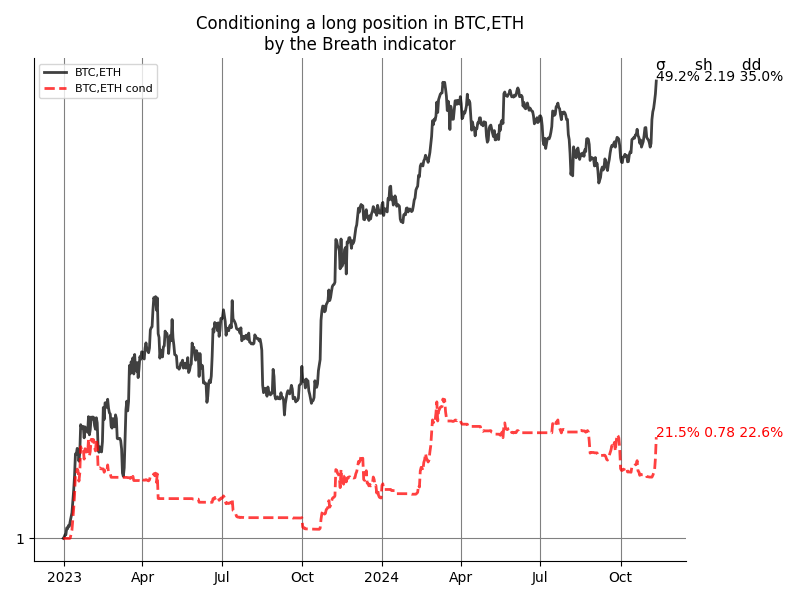 Conditioning a long position in BTC,ETH
by the Breath indicator
σ sh dd
49.2% 2.19 35.0%
BTC,ETH
BTC,ETH cond
21.5% 0.78 22.6%
1
2023 Apr Jul Oct 2024 Apr Jul Oct